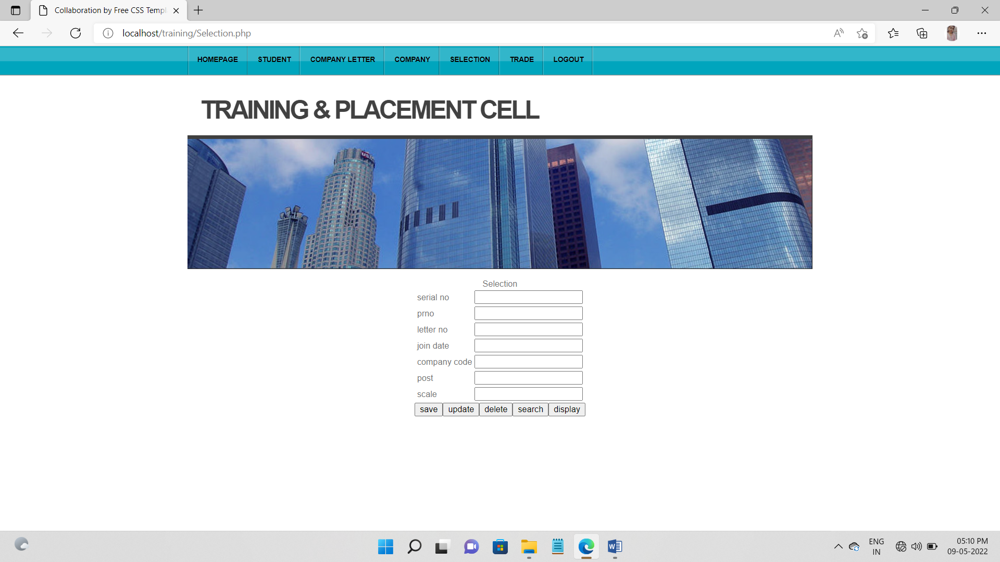 Collaboration by Free CSS Templ
localhost/training/Selection.php
HOMEPAGE STUDENT COMPANY LETTER COMPANY SELECTION TRADE LOGOUT
TRAINING & PLACEMENT CELL
Selection
serial no
prno
letter no
join date
company code
post
scale
save update delete search display
ENG
IN
05:10 PM
09-05-2022